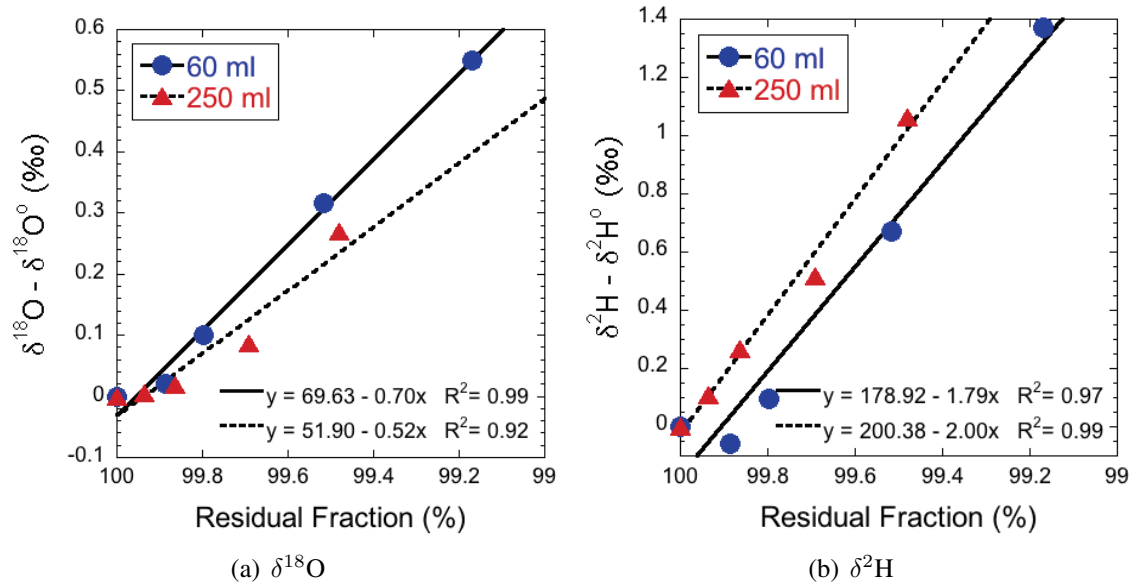 0.6
0.5
0.4
0.3
0.2
0.1
0
-0.1
δ¹⁸O - δ¹⁸O⁰ (‰)
60 ml
250 ml
y = 69.63 - 0.70x R²= 0.99
y = 51.90 - 0.52x R²= 0.92
100 99.8 99.6 99.4 99.2 99
Residual Fraction (%)
(a) δ¹⁸O
1.4
1.2
1
0.8
0.6
0.4
0.2
0
δ²H - δ²H⁰ (‰)
60 ml
250 ml
y = 178.92 - 1.79x R²= 0.97
y = 200.38 - 2.00x R²= 0.99
100 99.8 99.6 99.4 99.2 99
Residual Fraction (%)
(b) δ²H